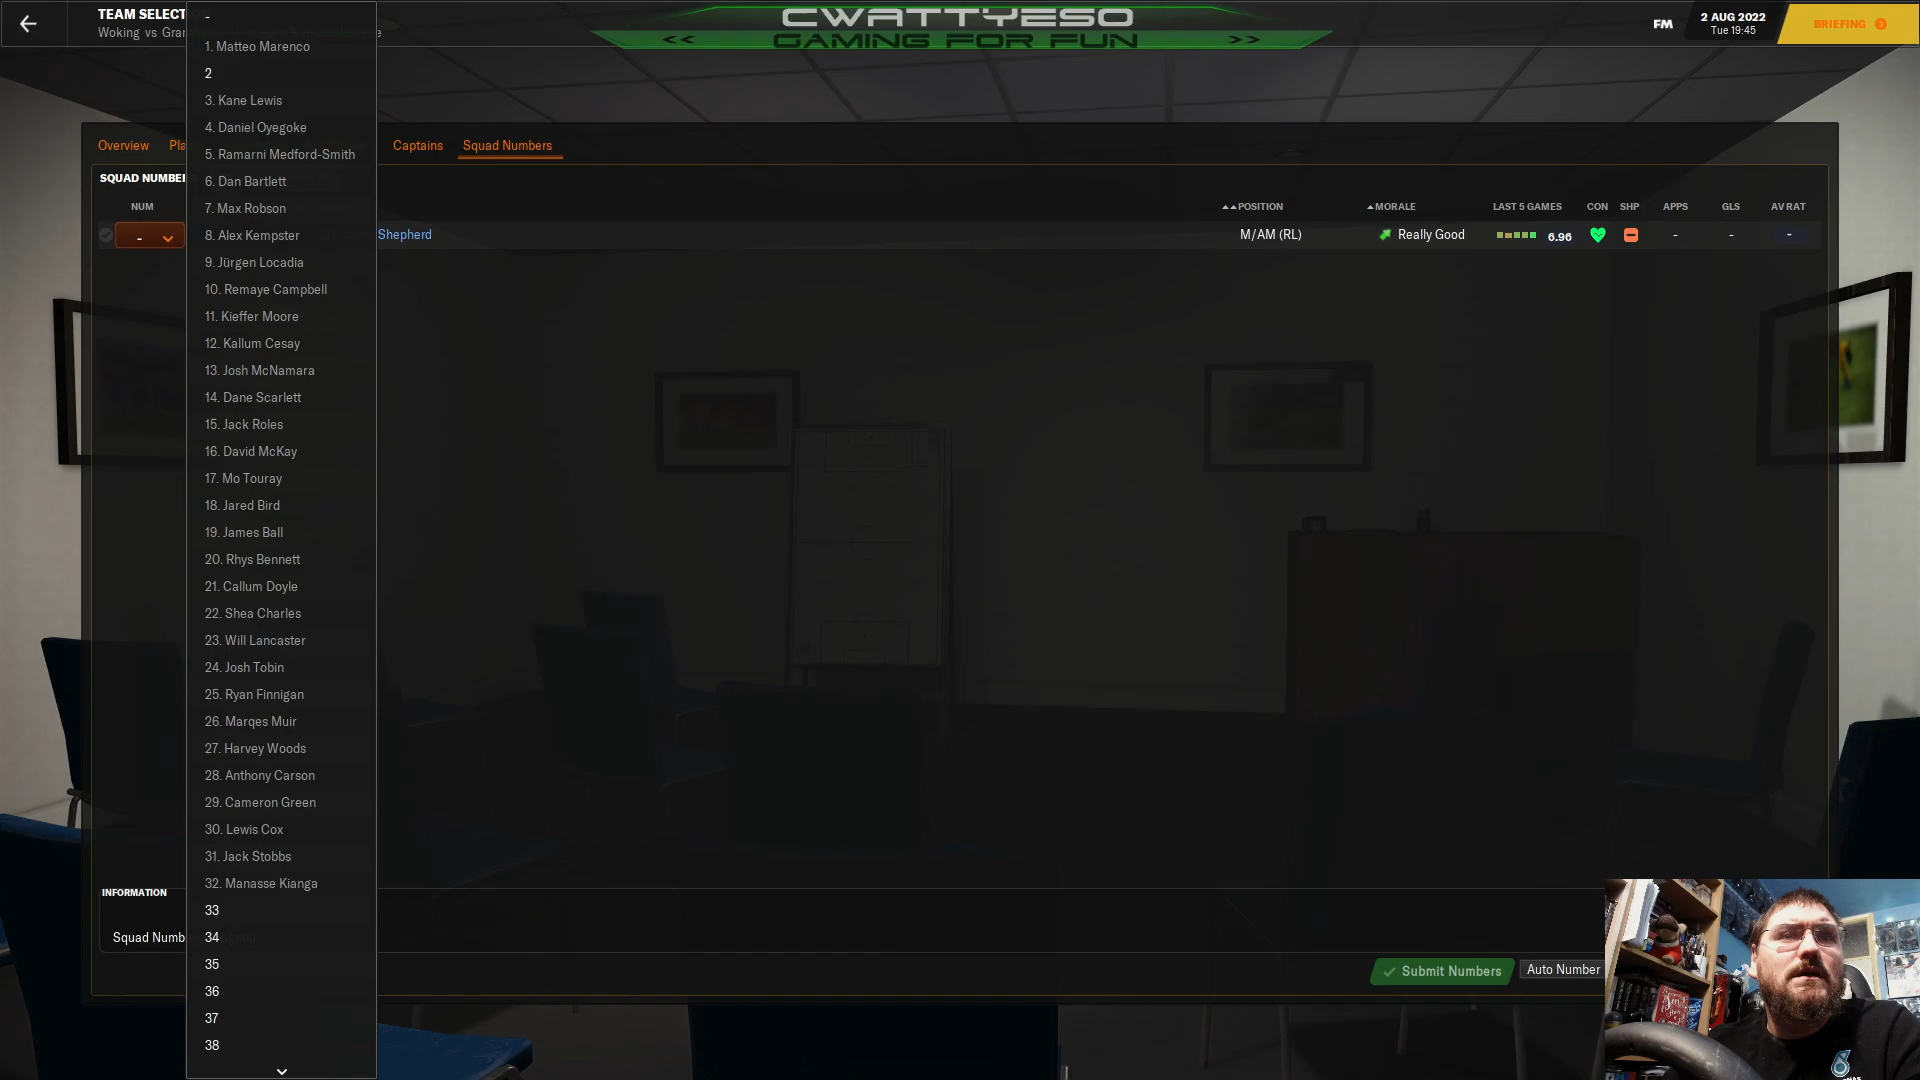 TEAM SELECT
Woking vs Gra
-
CWATTYESO
GAMING FOR FUN
<<
>>
FM
2 AUG 2022
Tue 19:45
BRIEFING
Overview
Pla
Captains
Squad Numbers
SQUAD NUMBE
NUM
POSITION
MORALE
LAST 5 GAMES
CON
SHP
APPS
GLS
AV RAT
-
Shepherd
M/AM (RL)
Really Good
6.96
-
-
-
1. Matteo Marenco
2
3. Kane Lewis
4. Daniel Oyegoke
5. Ramarni Medford-Smith
6. Dan Bartlett
7. Max Robson
8. Alex Kempster
9. Jürgen Locadia
10. Remaye Campbell
11. Kieffer Moore
12. Kallum Cesay
13. Josh McNamara
14. Dane Scarlett
15. Jack Roles
16. David McKay
17. Mo Touray
18. Jared Bird
19. James Ball
20. Rhys Bennett
21. Callum Doyle
22. Shea Charles
23. Will Lancaster
24. Josh Tobin
25. Ryan Finnigan
26. Marqes Muir
27. Harvey Woods
28. Anthony Carson
29. Cameron Green
30. Lewis Cox
31. Jack Stobbs
32. Manasse Kianga
33
34
35
36
37
38
INFORMATION
Squad Numb
Submit Numbers
Auto Number